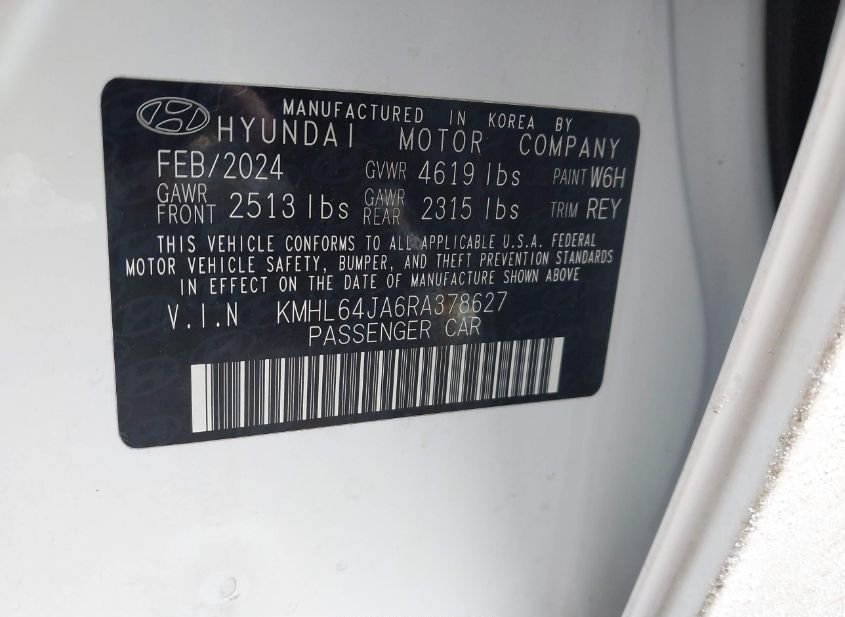 MANUFACTURED IN KOREA BY
HYUNDAI MOTOR COMPANY
FEB/2024 GVWR 4619 lbs PAINT W6H
GAWR FRONT 2513 lbs GAWR REAR 2315 lbs TRIM REY
THIS VEHICLE CONFORMS TO ALL APPLICABLE U.S.A. FEDERAL
MOTOR VEHICLE SAFETY, BUMPER, AND THEFT PREVENTION STANDARDS
IN EFFECT ON THE DATE OF MANUFACTURE SHOWN ABOVE
V.I.N KMHL64JA6RA378627
PASSENGER CAR